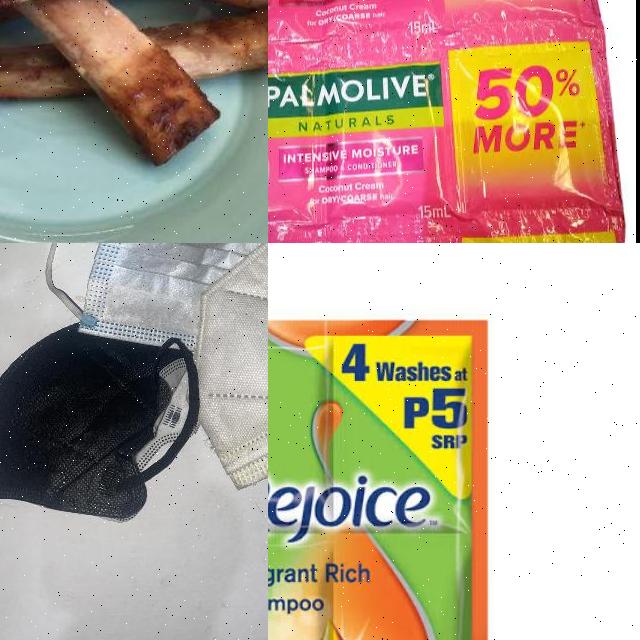 Coconut Cream
for DRY/COARSE hair
15mL
PALMOLIVE®
NATURALS
INTENSIVE MOISTURE
SHAMPOO & CONDITIONER
Coconut Cream
for DRY/COARSE hair
15mL
50%
MORE+
4 Washes at
P5
SRP
ejoice™
grant Rich
mpoo